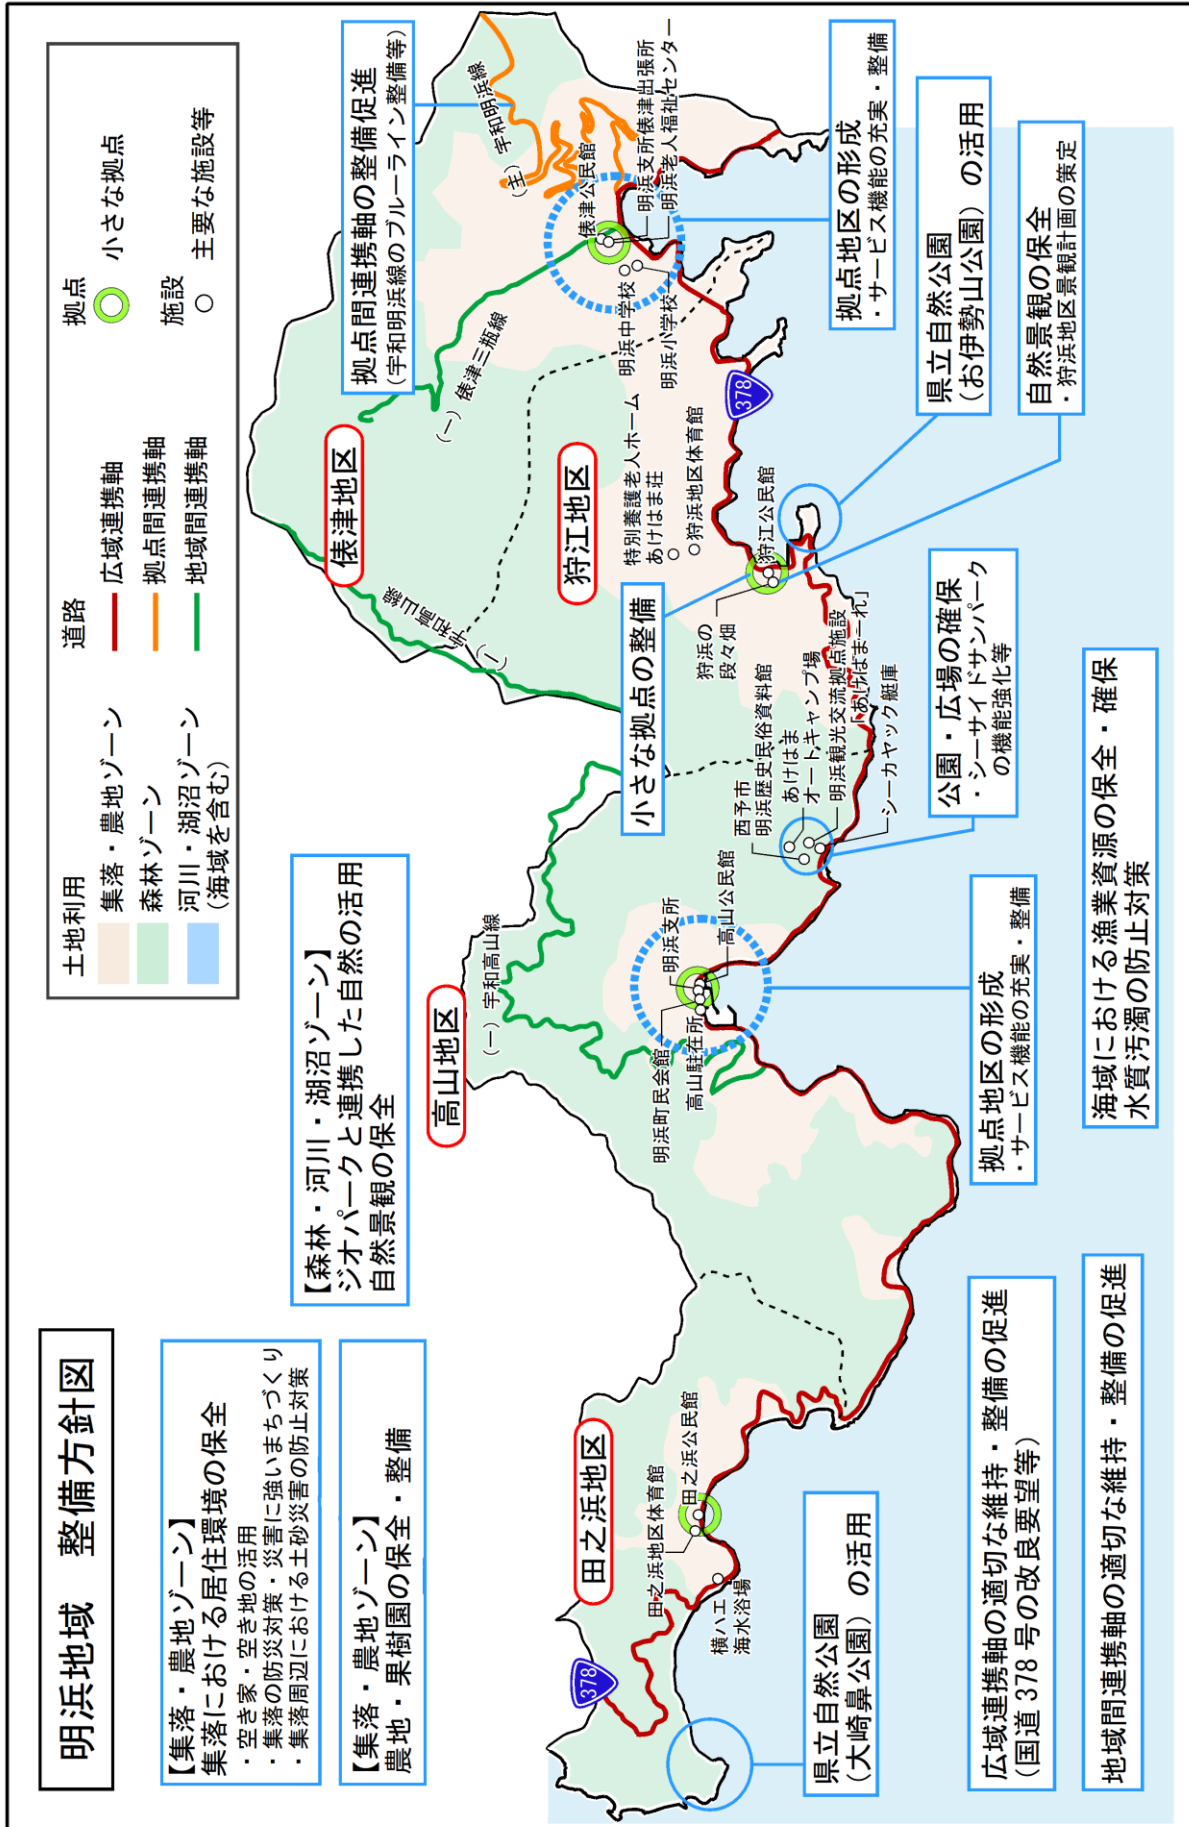 明浜地域　整備方針図
【集落・農地ゾーン】
集落における居住環境の保全
・空き家・空き地の活用
・集落の防災対策・災害に強いまちづくり
・集落周辺における土砂災害の防止対策
【集落・農地ゾーン】
農地・果樹園の保全・整備
【森林・河川・湖沼ゾーン】
ジオパークと連携した自然の活用
自然景観の保全
土地利用
集落・農地ゾーン
森林ゾーン
河川・湖沼ゾーン
(海域を含む)
道路
広域連携軸
拠点間連携軸
地域間連携軸
拠点
小さな拠点
施設
主要な施設等
拠点間連携軸の整備促進
(宇和明浜線のブルーライン整備等)
(主) 宇和明浜線
俵津地区
(一) 俵津三瓶線
(一) 宇和高山線
俵津公民館
明浜支所俵津出張所
明浜老人福祉センター
明浜中学校
明浜小学校
狩江地区
特別養護老人ホーム
あけはま荘
狩浜地区体育館
378
狩江公民館
小さな拠点の整備
狩浜の
段々畑
高山地区
(一) 宇和高山線
西予市
明浜歴史民俗資料館
あけはま
オートキャンプ場
明浜観光交流拠点施設
「あけはまーれ」
シーカヤック艇庫
明浜支所
高山公民館
明浜町民会館
高山駐在所
田之浜地区
田之浜公民館
田之浜地区体育館
横ハエ
海水浴場
378
拠点地区の形成
・サービス機能の充実・整備
県立自然公園
(お伊勢山公園) の活用
自然景観の保全
・狩浜地区景観計画の策定
公園・広場の確保
・シーサイドサンパーク
の機能強化等
拠点地区の形成
・サービス機能の充実・整備
海域における漁業資源の保全・確保
水質汚濁の防止対策
県立自然公園
(大崎鼻公園) の活用
広域連携軸の適切な維持・整備の促進
(国道 378 号の改良要望等)
地域間連携軸の適切な維持・整備の促進